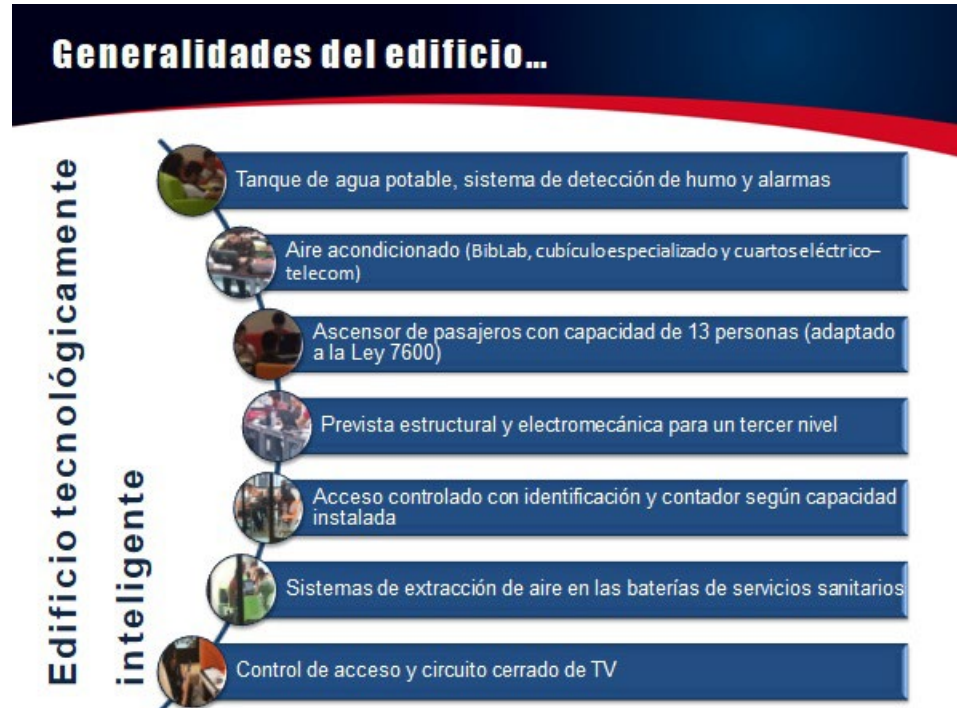 Generalidades del edificio...
Edificio tecnológicamente
inteligente
Tanque de agua potable, sistema de detección de humo y alarmas
Aire acondicionado (BibLab, cubículo especializado y cuartos eléctrico–
telecom)
Ascensor de pasajeros con capacidad de 13 personas (adaptado
a la Ley 7600)
Prevista estructural y electromecánica para un tercer nivel
Acceso controlado con identificación y contador según capacidad
instalada
Sistemas de extracción de aire en las baterías de servicios sanitarios
Control de acceso y circuito cerrado de TV